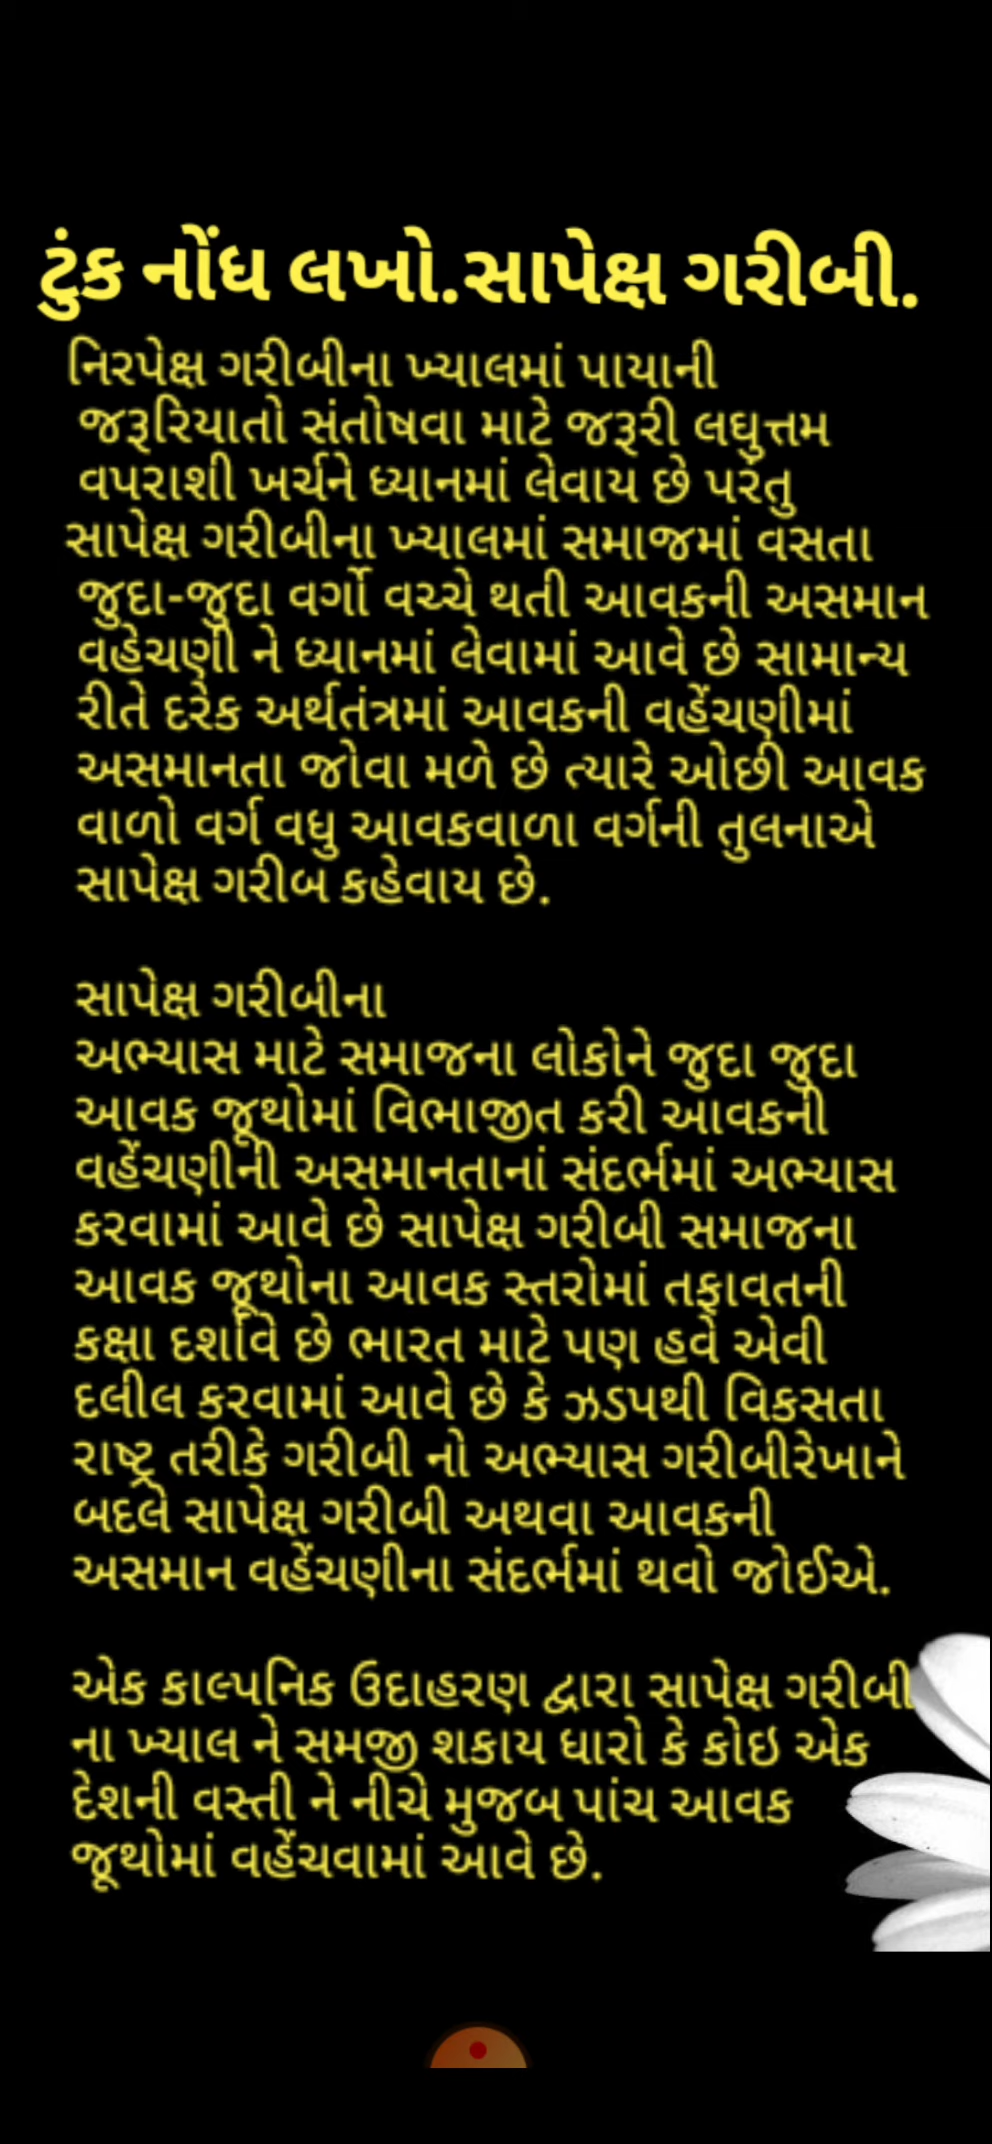 ટુંક નોંધ લખો.સાપેક્ષ ગરીબી.
નિરપેક્ષ ગરીબીના ખ્યાલમાં પાયાની
જરૂરિયાતો સંતોષવા માટે જરૂરી લઘુત્તમ
વપરાશી ખર્ચને ધ્યાનમાં લેવાય છે પરંતુ
સાપેક્ષ ગરીબીના ખ્યાલમાં સમાજમાં વસતા
જુદા-જુદા વર્ગો વચ્ચે થતી આવકની અસમાન
વહેચણી ને ધ્યાનમાં લેવામાં આવે છે સામાન્ય
રીતે દરેક અર્થતંત્રમાં આવકની વહેંચણીમાં
અસમાનતા જોવા મળે છે ત્યારે ઓછી આવક
વાળો વર્ગ વધુ આવકવાળા વર્ગની તુલનાએ
સાપેક્ષ ગરીબ કહેવાય છે.
સાપેક્ષ ગરીબીના
અભ્યાસ માટે સમાજના લોકોને જુદા જુદા
આવક જૂથોમાં વિભાજીત કરી આવકની
વહેંચણીની અસમાનતાનાં સંદર્ભમાં અભ્યાસ
કરવામાં આવે છે સાપેક્ષ ગરીબી સમાજના
આવક જૂથોના આવક સ્તરોમાં તફાવતની
કક્ષા દર્શાવે છે ભારત માટે પણ હવે એવી
દલીલ કરવામાં આવે છે કે ઝડપથી વિકસતા
રાષ્ટ્ર તરીકે ગરીબી નો અભ્યાસ ગરીબીરેખાને
બદલે સાપેક્ષ ગરીબી અથવા આવકની
અસમાન વહેંચણીના સંદર્ભમાં થવો જોઈએ.
એક કાલ્પનિક ઉદાહરણ દ્વારા સાપેક્ષ ગરીબી
ના ખ્યાલ ને સમજી શકાય ધારો કે કોઇ એક
દેશની વસ્તી ને નીચે મુજબ પાંચ આવક
જૂથોમાં વહેંચવામાં આવે છે.